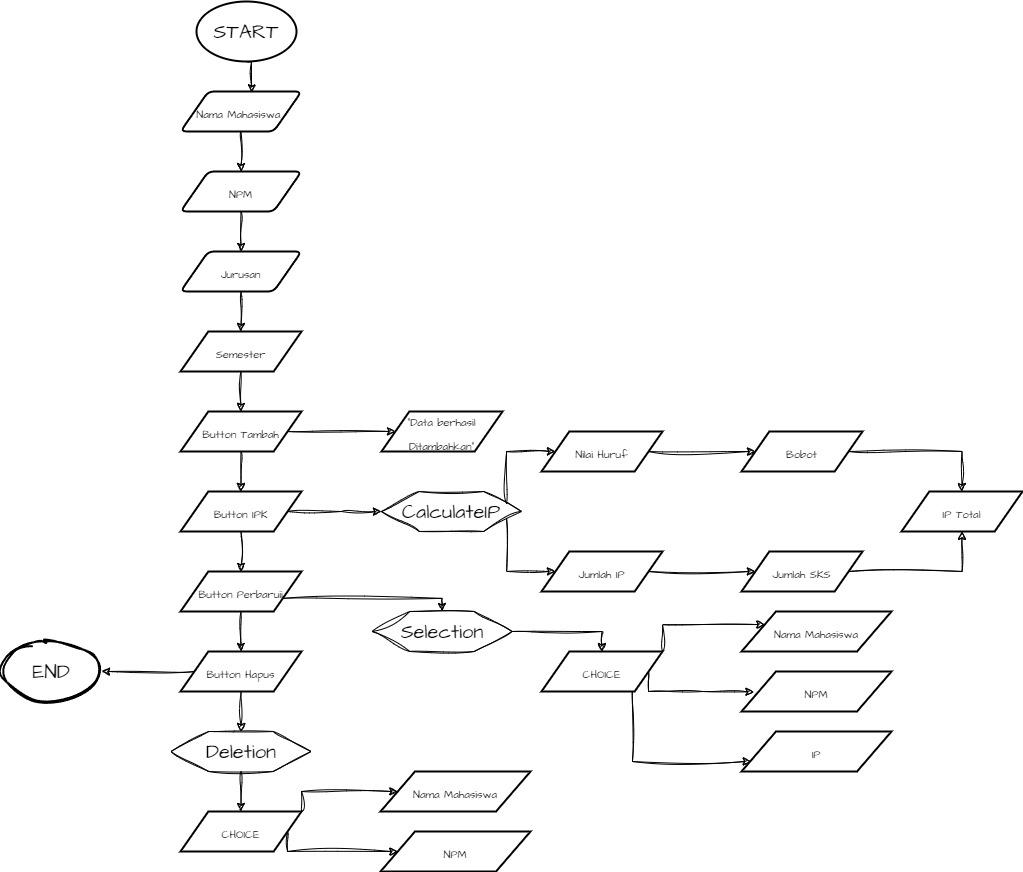 START
Nama Mahasiswa
NPM
Jurusan
Semester
Button Tambah
"Data berhasil
Ditambahkan"
Nilai Huruf
Bobot
Button IPK
CalculateIP
IP Total
Jumlah IP
Jumlah SKS
Button Perbarui
Selection
Nama Mahasiswa
END
Button Hapus
CHOICE
NPM
Deletion
IP
Nama Mahasiswa
CHOICE
NPM